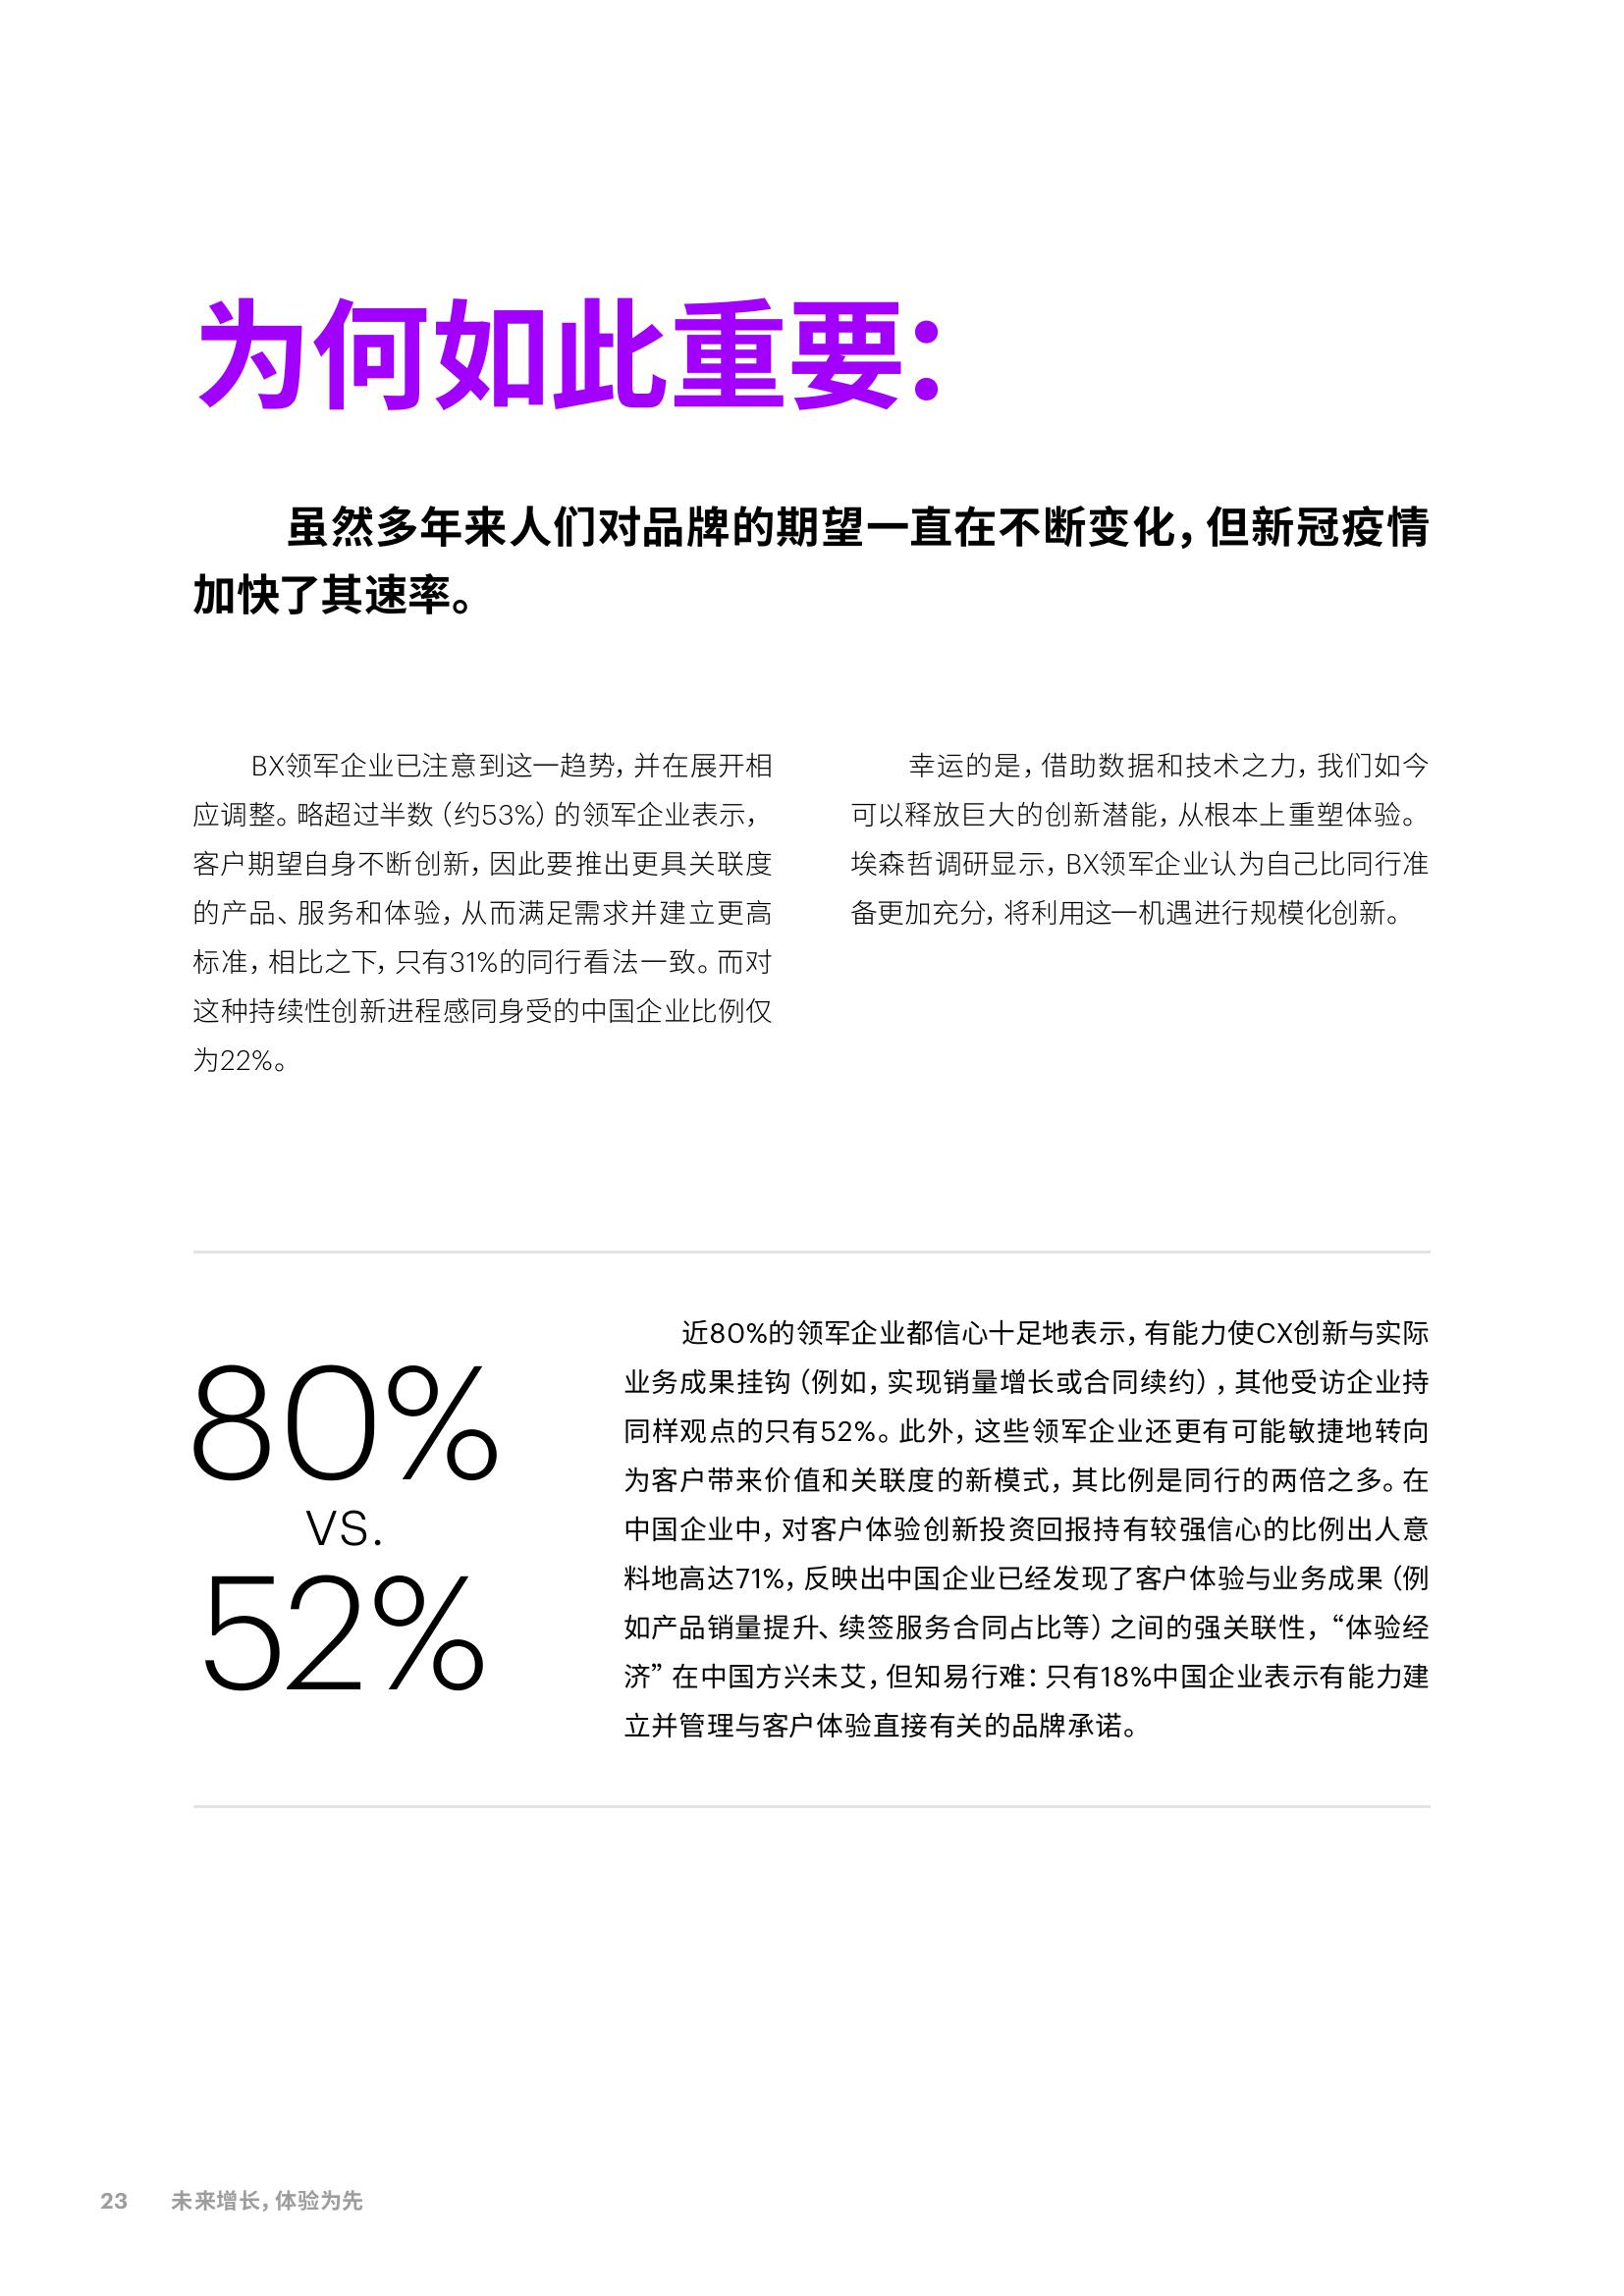 为何如此重要：
虽然多年来人们对品牌的期望一直在不断变化，但新冠疫情
加快了其速率。
BX领军企业已注意到这一趋势，并在展开相
应调整。略超过半数（约53%）的领军企业表示，
客户期望自身不断创新，因此要推出更具关联度
的产品、服务和体验，从而满足需求并建立更高
标准，相比之下，只有31%的同行看法一致。而对
这种持续性创新进程感同身受的中国企业比例仅
为22%。
幸运的是，借助数据和技术之力，我们如今
可以释放巨大的创新潜能，从根本上重塑体验。
埃森哲调研显示，BX领军企业认为自己比同行准
备更加充分，将利用这一机遇进行规模化创新。
80%
VS.
52%
近80%的领军企业都信心十足地表示，有能力使CX创新与实际
业务成果挂钩（例如，实现销量增长或合同续约），其他受访企业持
同样观点的只有52%。此外，这些领军企业还更有可能敏捷地转向
为客户带来价值和关联度的新模式，其比例是同行的两倍之多。在
中国企业中，对客户体验创新投资回报持有较强信心的比例出人意
料地高达71%，反映出中国企业已经发现了客户体验与业务成果（例
如产品销量提升、续签服务合同占比等）之间的强关联性，“体验经
济”在中国方兴未艾，但知易行难：只有18%中国企业表示有能力建
立并管理与客户体验直接有关的品牌承诺。
23 未来增长，体验为先